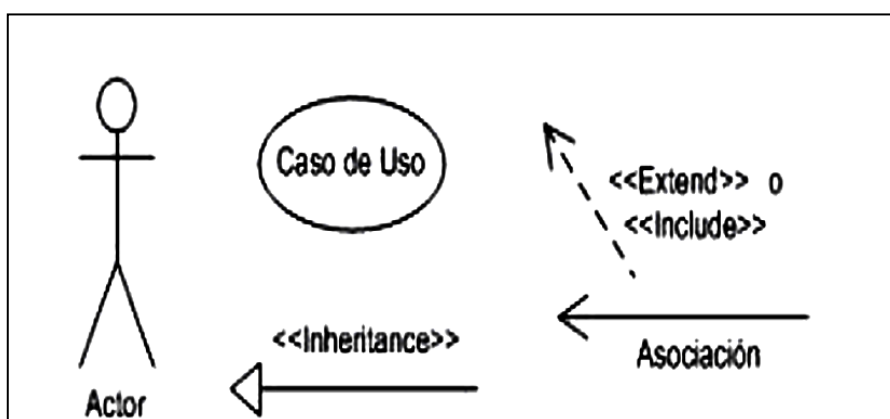 Caso de Uso
<<Extend>> o
<<Include>>
<<Inheritance>>
Asociación
Actor